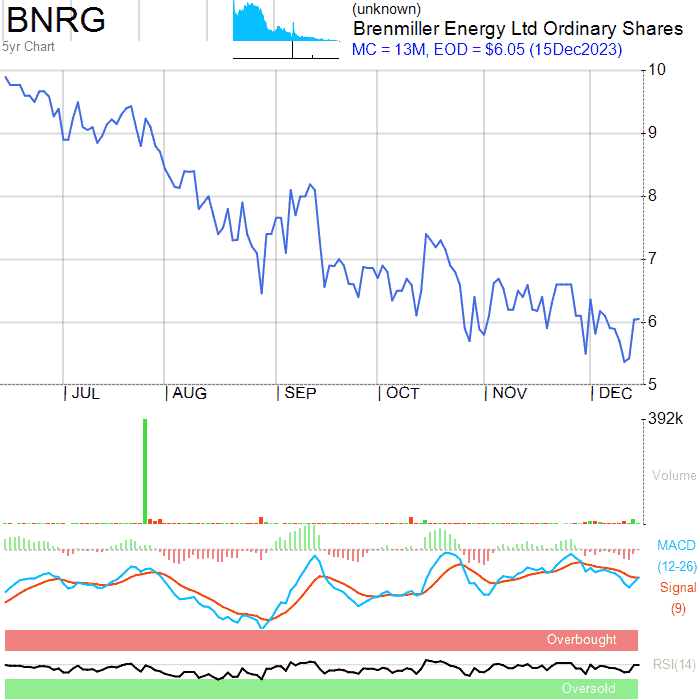 BNRG
5yr Chart
(unknown)
Brenmiller Energy Ltd Ordinary Shares
MC = 13M, EOD = $6.05 (15Dec2023)
10
9
8
7
6
5
JUL AUG SEP OCT NOV DEC
392k
Volume
MACD
(12-26)
Signal
(9)
Overbought
RSI(14)
Oversold